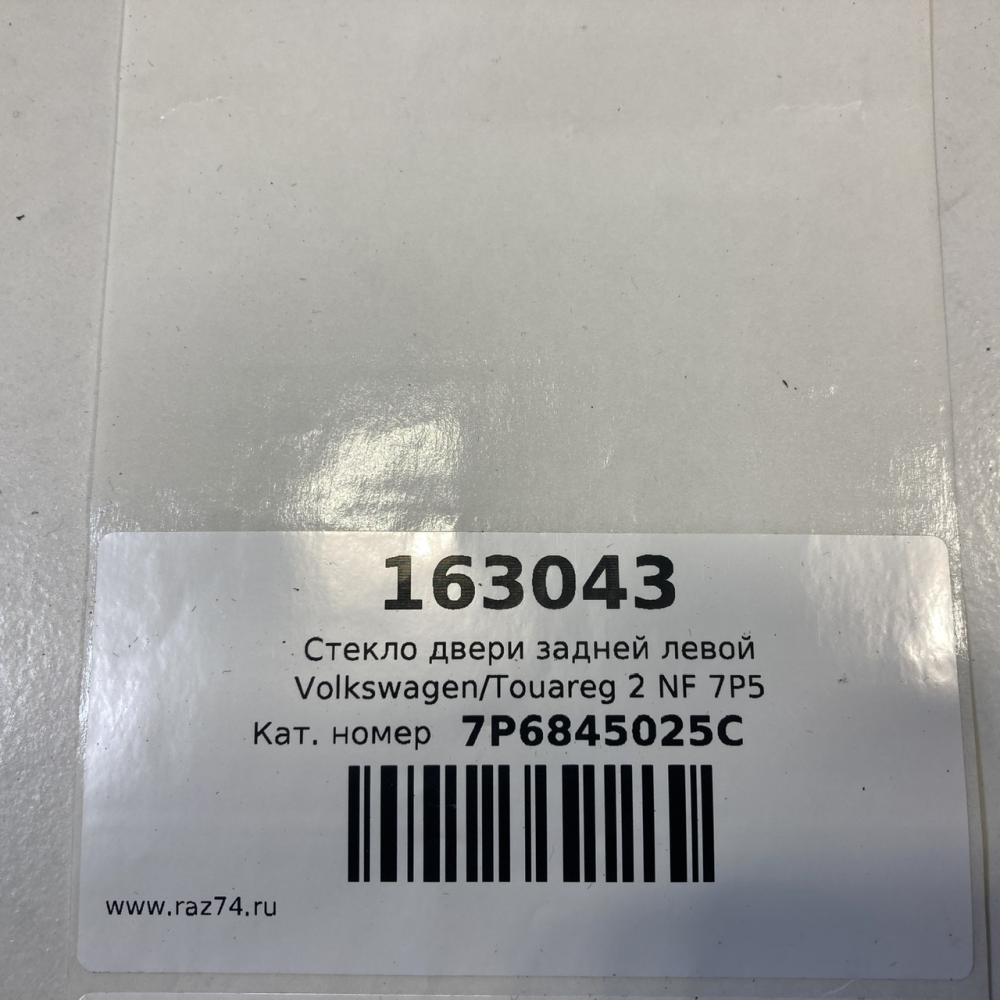 163043
Стекло двери задней левой
Volkswagen/Touareg 2 NF 7P5
Кат. номер 7P6845025C
www.raz74.ru